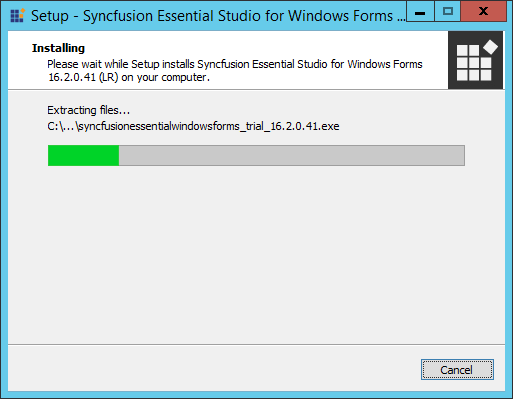 Setup - Syncfusion Essential Studio for Windows Forms ...
Installing
Please wait while Setup installs Syncfusion Essential Studio for Windows Forms
16.2.0.41 (LR) on your computer.
Extracting files...
C:\...\syncfusionessentialwindowsforms_trial_16.2.0.41.exe
Cancel